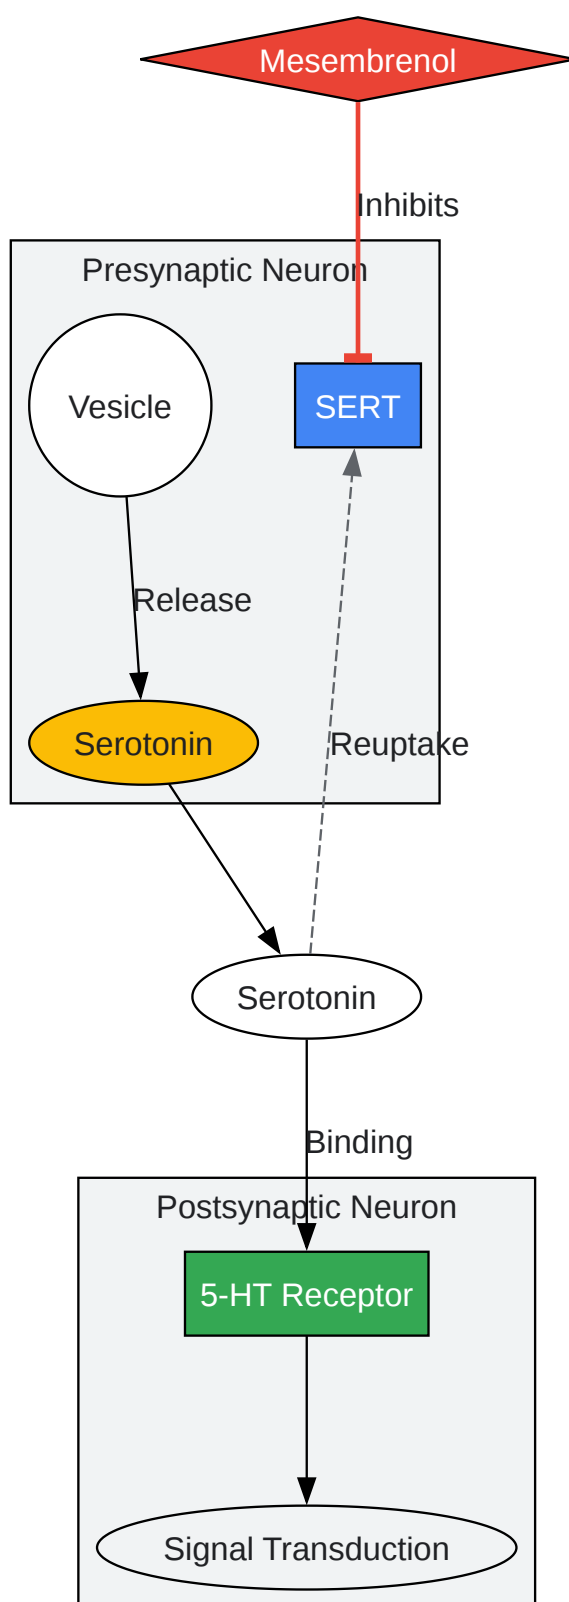 Mesembrenol
Inhibits
Presynaptic Neuron
Vesicle
SERT
Release
Serotonin
Reuptake
Serotonin
Binding
Postsynaptic Neuron
5-HT Receptor
Signal Transduction